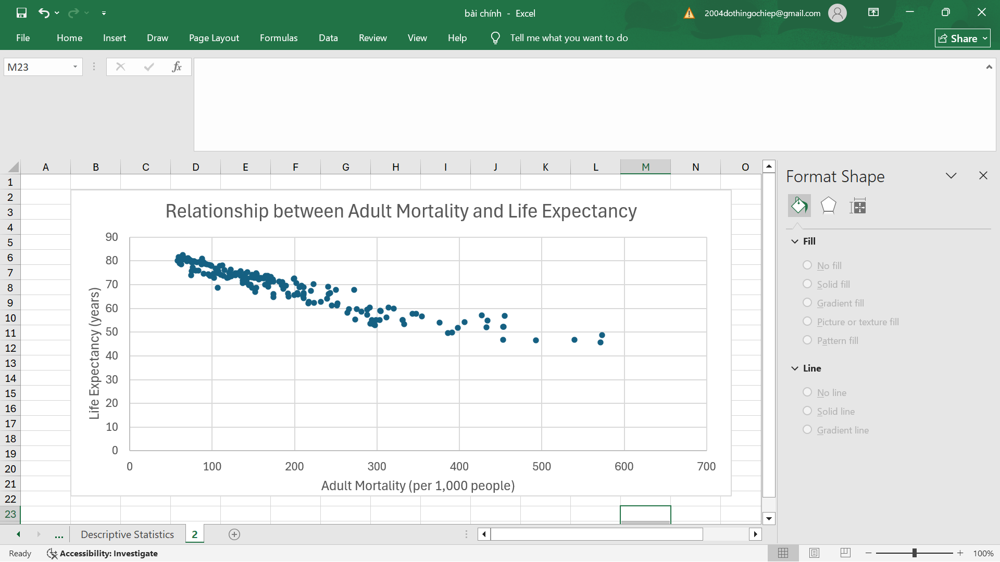 bài chính - Excel
2004dothingochiep@gmail.com
File Home Insert Draw Page Layout Formulas Data Review View Help Tell me what you want to do
Share
M23
fx
A B C D E F G H I J K L M N O
1
2
3
4
5
6
7
8
9
10
11
12
13
14
15
16
17
18
19
20
21
22
23
Relationship between Adult Mortality and Life Expectancy
Life Expectancy (years)
90
80
70
60
50
40
30
20
10
0
0 100 200 300 400 500 600 700
Adult Mortality (per 1,000 people)
Format Shape
Fill
No fill
Solid fill
Gradient fill
Picture or texture fill
Pattern fill
Line
No line
Solid line
Gradient line
... Descriptive Statistics 2
Ready Accessibility: Investigate
100%